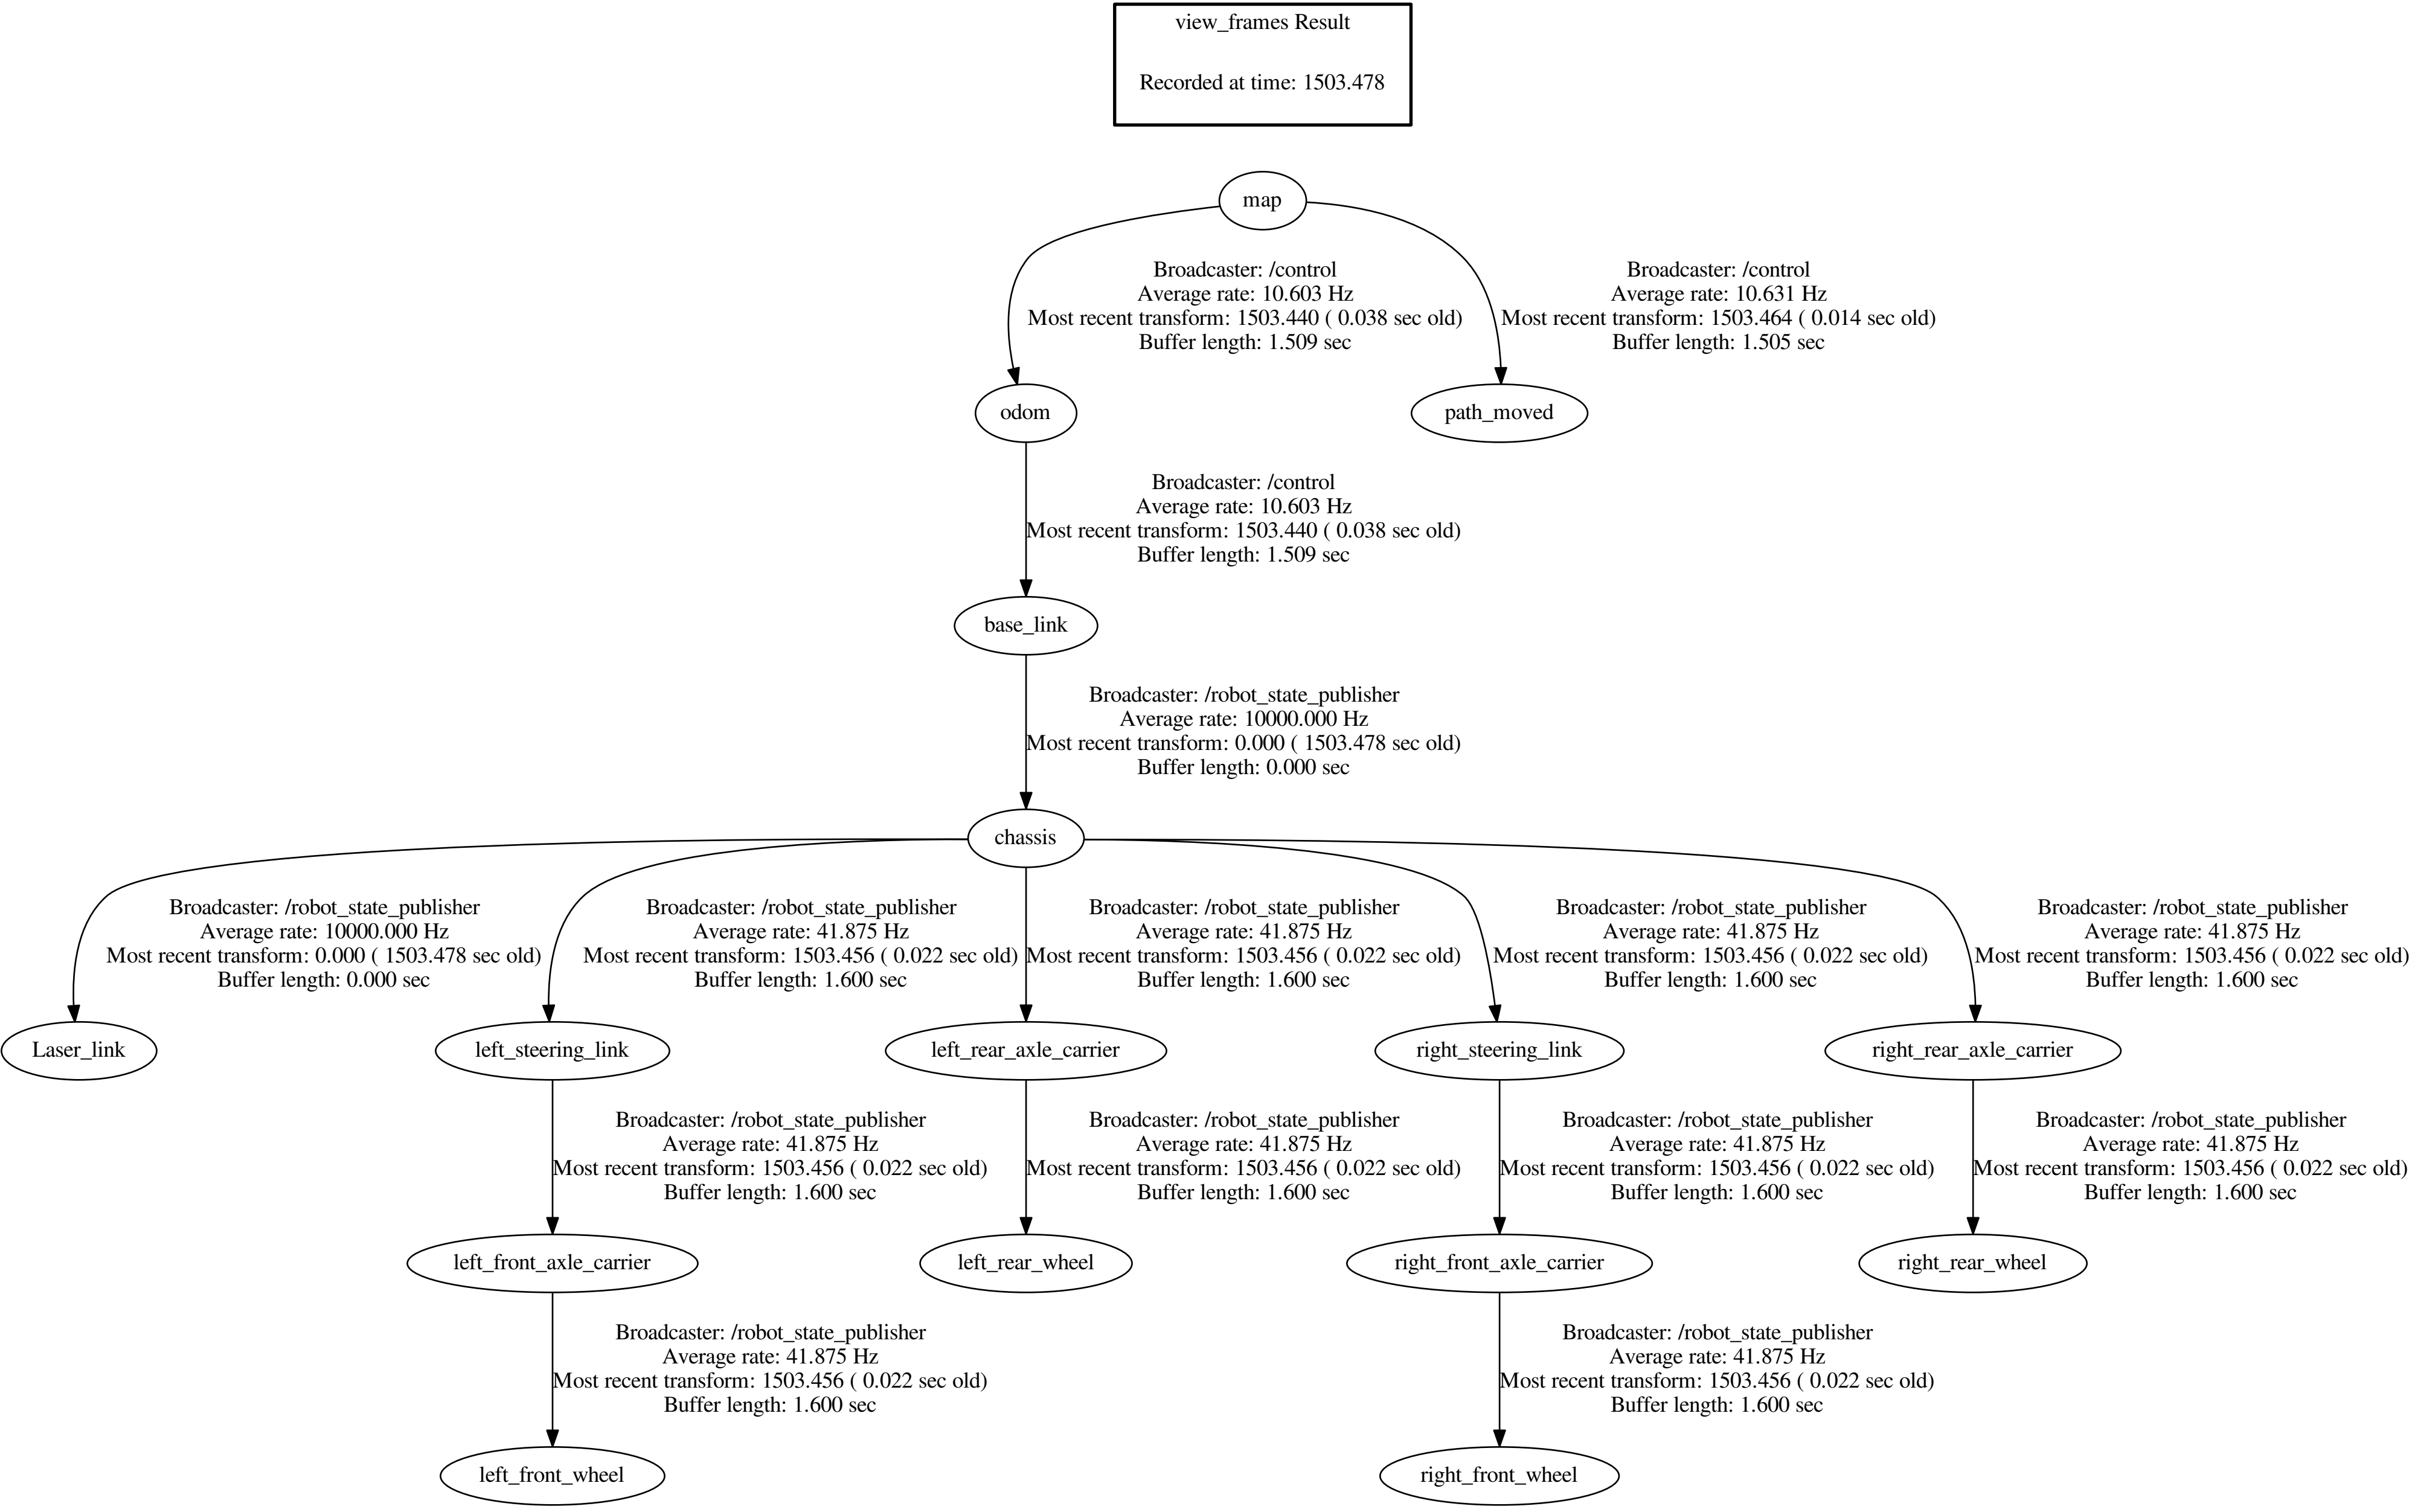 view_frames Result
Recorded at time: 1503.478
map
Broadcaster: /control
Average rate: 10.603 Hz
Most recent transform: 1503.440 ( 0.038 sec old)
Buffer length: 1.509 sec
Broadcaster: /control
Average rate: 10.631 Hz
Most recent transform: 1503.464 ( 0.014 sec old)
Buffer length: 1.505 sec
odom
path_moved
Broadcaster: /control
Average rate: 10.603 Hz
Most recent transform: 1503.440 ( 0.038 sec old)
Buffer length: 1.509 sec
base_link
Broadcaster: /robot_state_publisher
Average rate: 10000.000 Hz
Most recent transform: 0.000 ( 1503.478 sec old)
Buffer length: 0.000 sec
chassis
Broadcaster: /robot_state_publisher
Average rate: 10000.000 Hz
Most recent transform: 0.000 ( 1503.478 sec old)
Buffer length: 0.000 sec
Broadcaster: /robot_state_publisher
Average rate: 41.875 Hz
Most recent transform: 1503.456 ( 0.022 sec old)
Buffer length: 1.600 sec
Broadcaster: /robot_state_publisher
Average rate: 41.875 Hz
Most recent transform: 1503.456 ( 0.022 sec old)
Buffer length: 1.600 sec
Broadcaster: /robot_state_publisher
Average rate: 41.875 Hz
Most recent transform: 1503.456 ( 0.022 sec old)
Buffer length: 1.600 sec
Broadcaster: /robot_state_publisher
Average rate: 41.875 Hz
Most recent transform: 1503.456 ( 0.022 sec old)
Buffer length: 1.600 sec
Laser_link
left_steering_link
left_rear_axle_carrier
right_steering_link
right_rear_axle_carrier
Broadcaster: /robot_state_publisher
Average rate: 41.875 Hz
Most recent transform: 1503.456 ( 0.022 sec old)
Buffer length: 1.600 sec
Broadcaster: /robot_state_publisher
Average rate: 41.875 Hz
Most recent transform: 1503.456 ( 0.022 sec old)
Buffer length: 1.600 sec
Broadcaster: /robot_state_publisher
Average rate: 41.875 Hz
Most recent transform: 1503.456 ( 0.022 sec old)
Buffer length: 1.600 sec
Broadcaster: /robot_state_publisher
Average rate: 41.875 Hz
Most recent transform: 1503.456 ( 0.022 sec old)
Buffer length: 1.600 sec
left_front_axle_carrier
left_rear_wheel
right_front_axle_carrier
right_rear_wheel
Broadcaster: /robot_state_publisher
Average rate: 41.875 Hz
Most recent transform: 1503.456 ( 0.022 sec old)
Buffer length: 1.600 sec
Broadcaster: /robot_state_publisher
Average rate: 41.875 Hz
Most recent transform: 1503.456 ( 0.022 sec old)
Buffer length: 1.600 sec
left_front_wheel
right_front_wheel